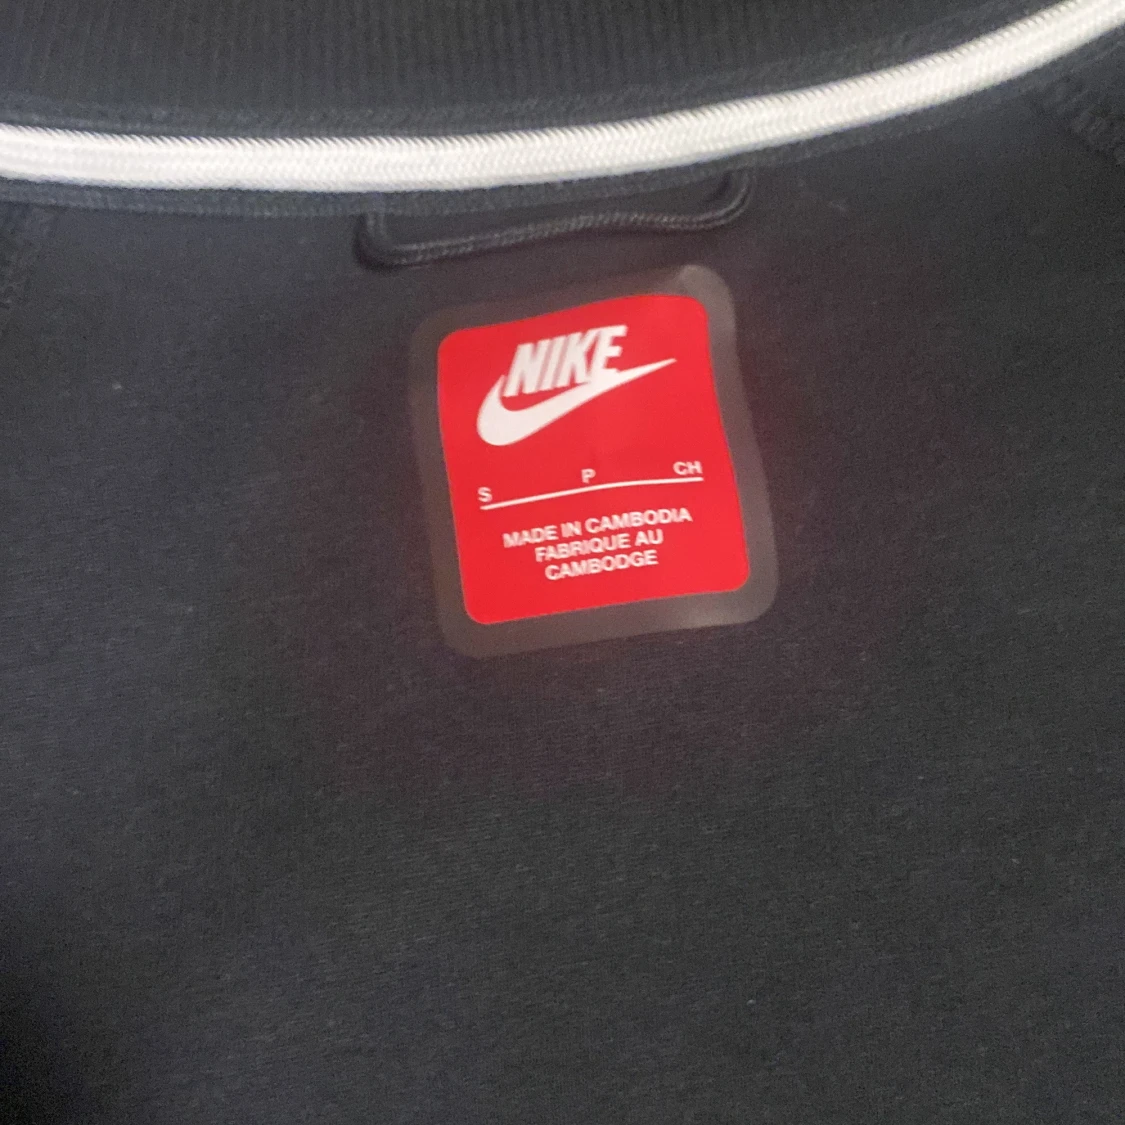 NIKE
S P CH
MADE IN CAMBODIA
FABRIQUE AU
CAMBODGE